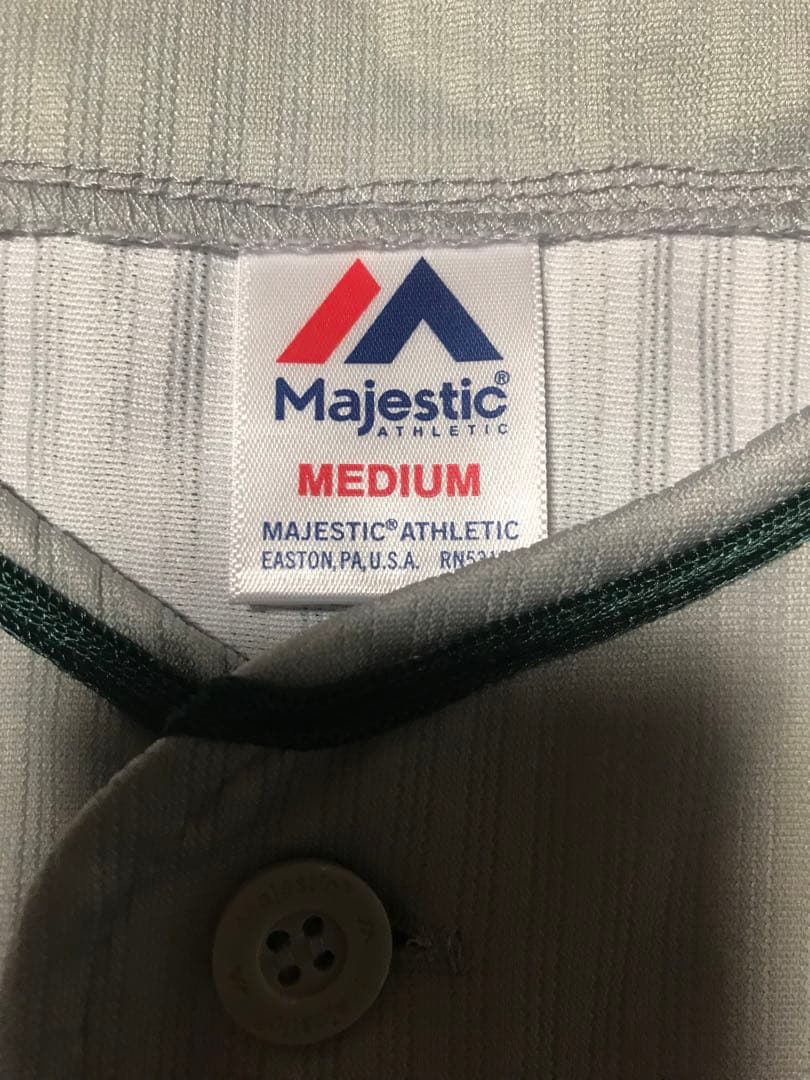 Majestic®
ATHLETIC
MEDIUM
MAJESTIC® ATHLETIC
EASTON, PA, U.S.A.